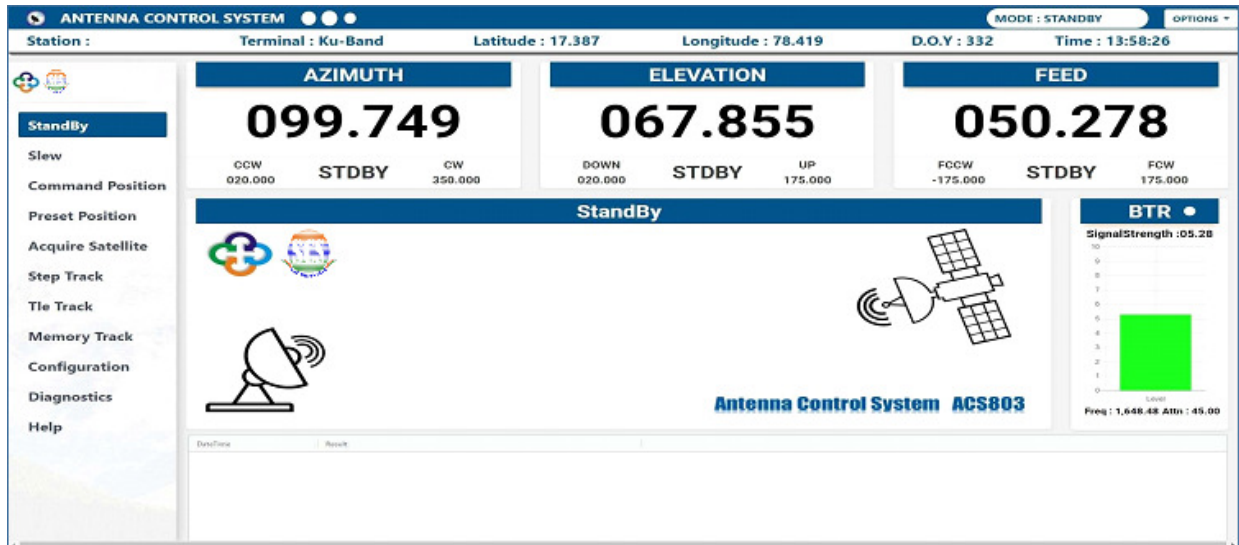 ANTENNA CONTROL SYSTEM
MODE : STANDBY
OPTIONS
Station :
Terminal : Ku-Band
Latitude : 17.387
Longitude : 78.419
D.O.Y : 332
Time : 13:58:26
StandBy
Slew
Command Position
Preset Position
Acquire Satellite
Step Track
Tle Track
Memory Track
Configuration
Diagnostics
Help
AZIMUTH
099.749
CCW
020.000
STDBY
CW
350.000
ELEVATION
067.855
DOWN
020.000
STDBY
UP
175.000
FEED
050.278
FCCW
-175.000
STDBY
FCW
175.000
StandBy
Antenna Control System ACS803
BTR
SignalStrength :05.28
10
9
8
7
6
5
4
3
2
1
0
Level
Freq : 1,648.48 Attn : 45.00
DateTime
Result